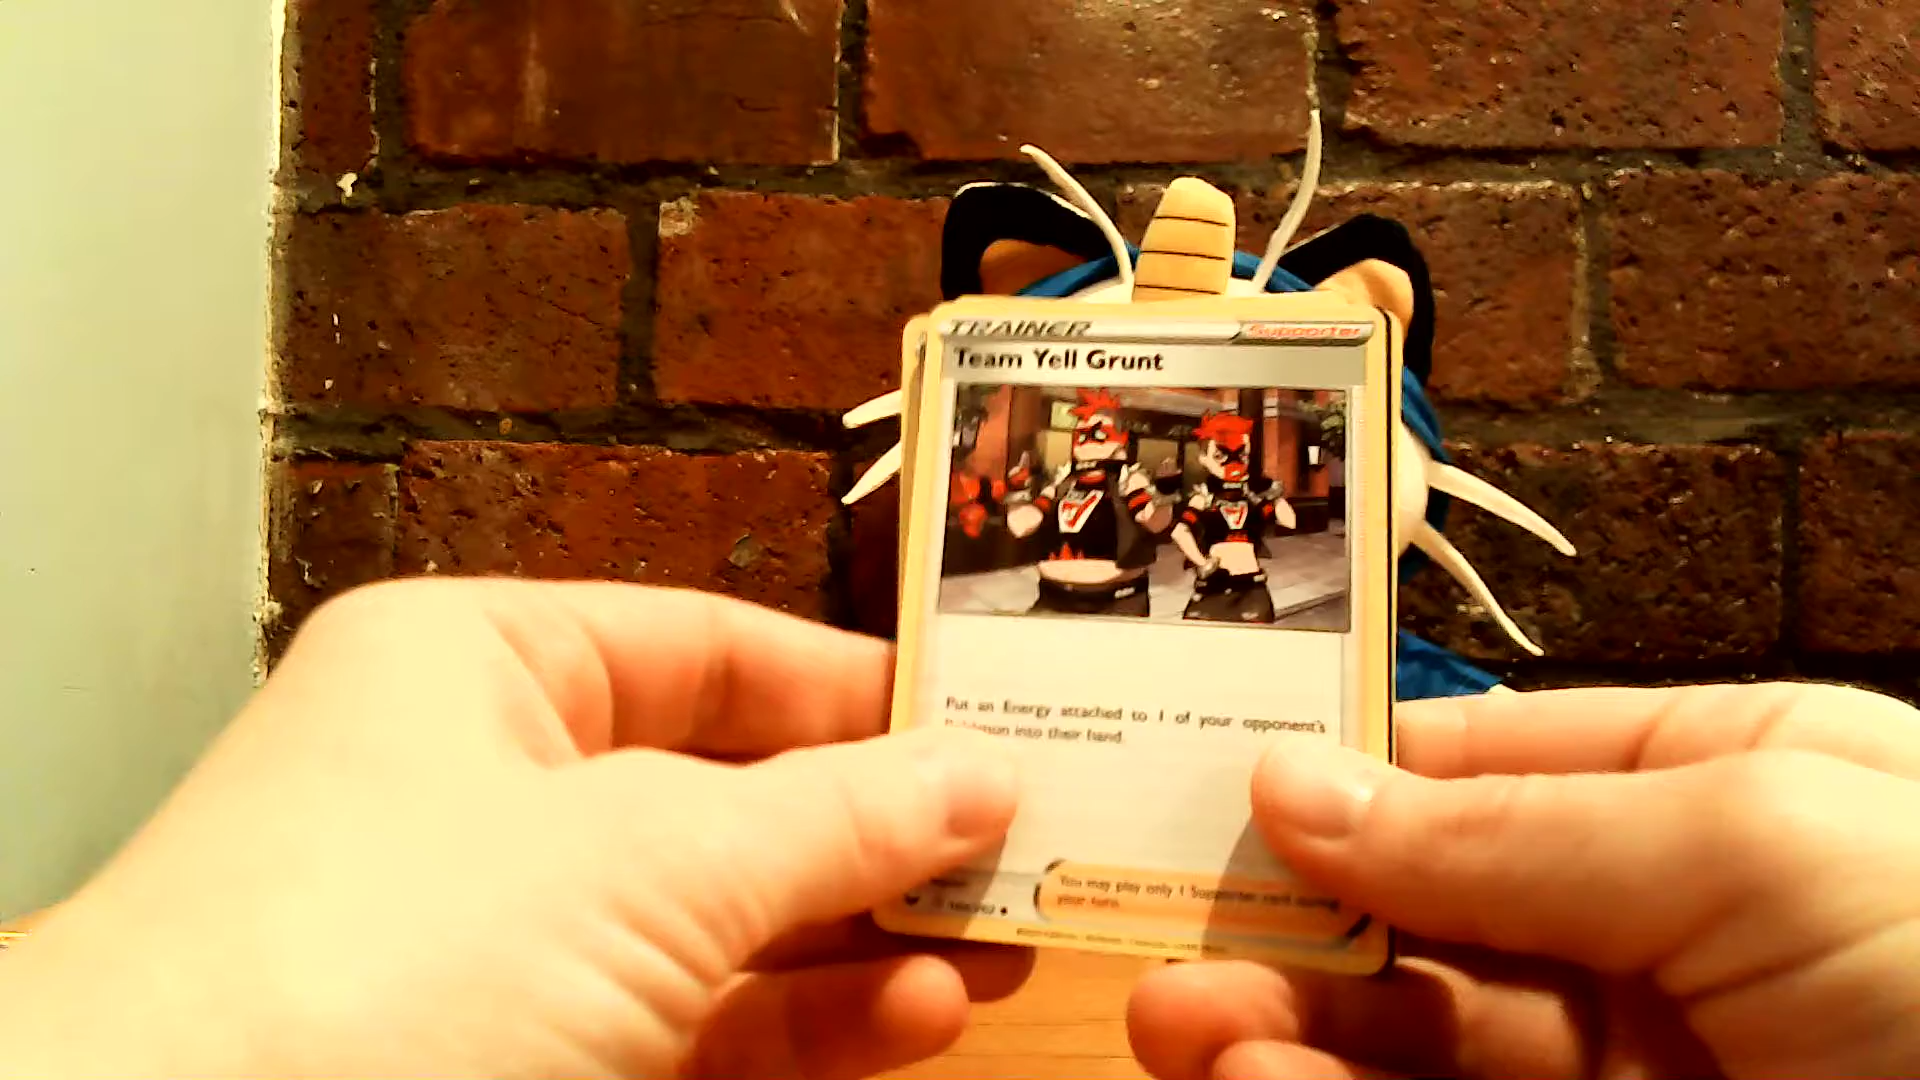 TRAINER Supporter
Team Yell Grunt
Put an Energy attached to 1 of your opponent's
into their hand.
You may play only 1 Supporter card during
your turn.